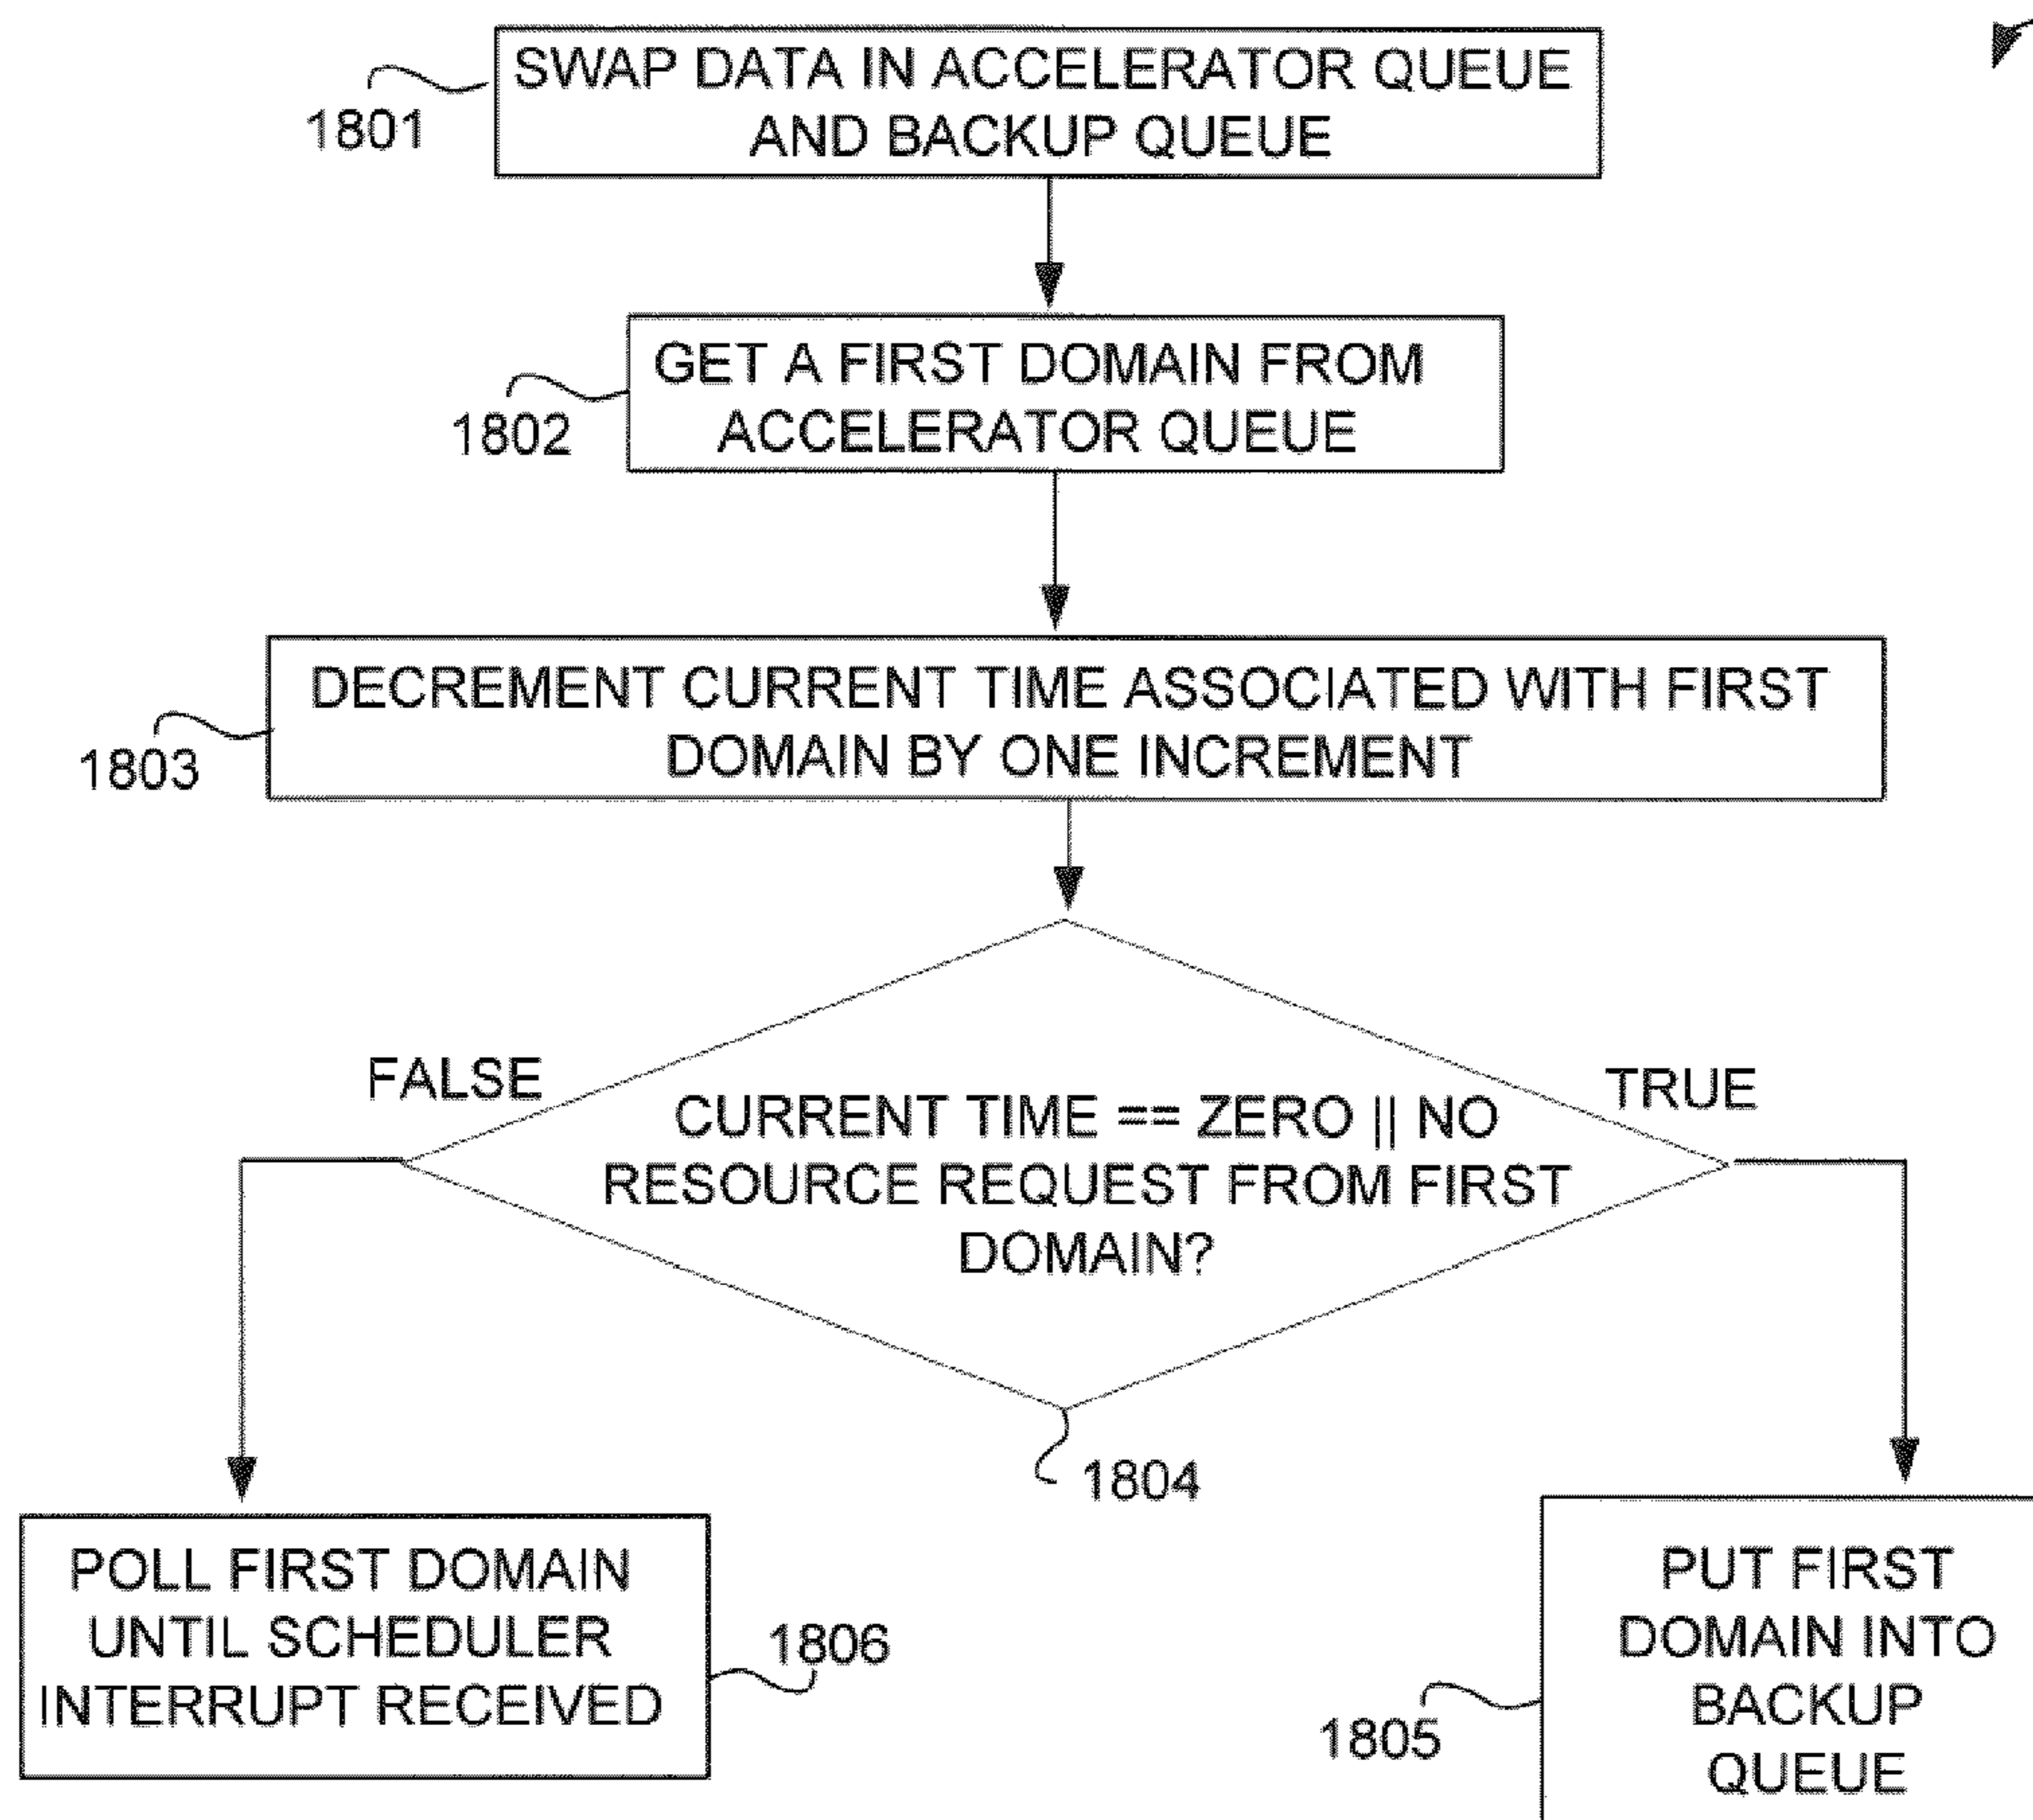 SWAP DATA IN ACCELERATOR QUEUE
AND BACKUP QUEUE
1801
GET A FIRST DOMAIN FROM
ACCELERATOR QUEUE
1802
DECREMENT CURRENT TIME ASSOCIATED WITH FIRST
DOMAIN BY ONE INCREMENT
1803
FALSE
TRUE
CURRENT TIME == ZERO || NO
RESOURCE REQUEST FROM FIRST
DOMAIN?
1804
POLL FIRST DOMAIN
UNTIL SCHEDULER
INTERRUPT RECEIVED
1806
PUT FIRST
DOMAIN INTO
BACKUP
QUEUE
1805